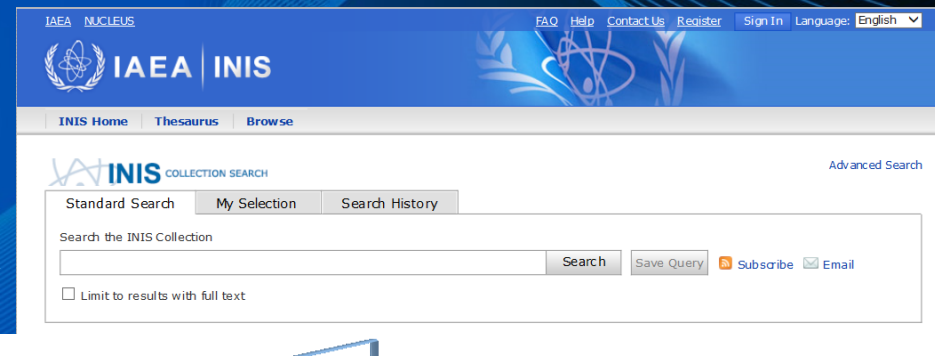 IAEA NUCLEUS FAQ Help Contact Us Register Sign In Language: English
IAEA INIS
INIS Home Thesaurus Browse
INIS COLLECTION SEARCH Advanced Search
Standard Search My Selection Search History
Search the INIS Collection
Search Save Query Subscribe Email
Limit to results with full text